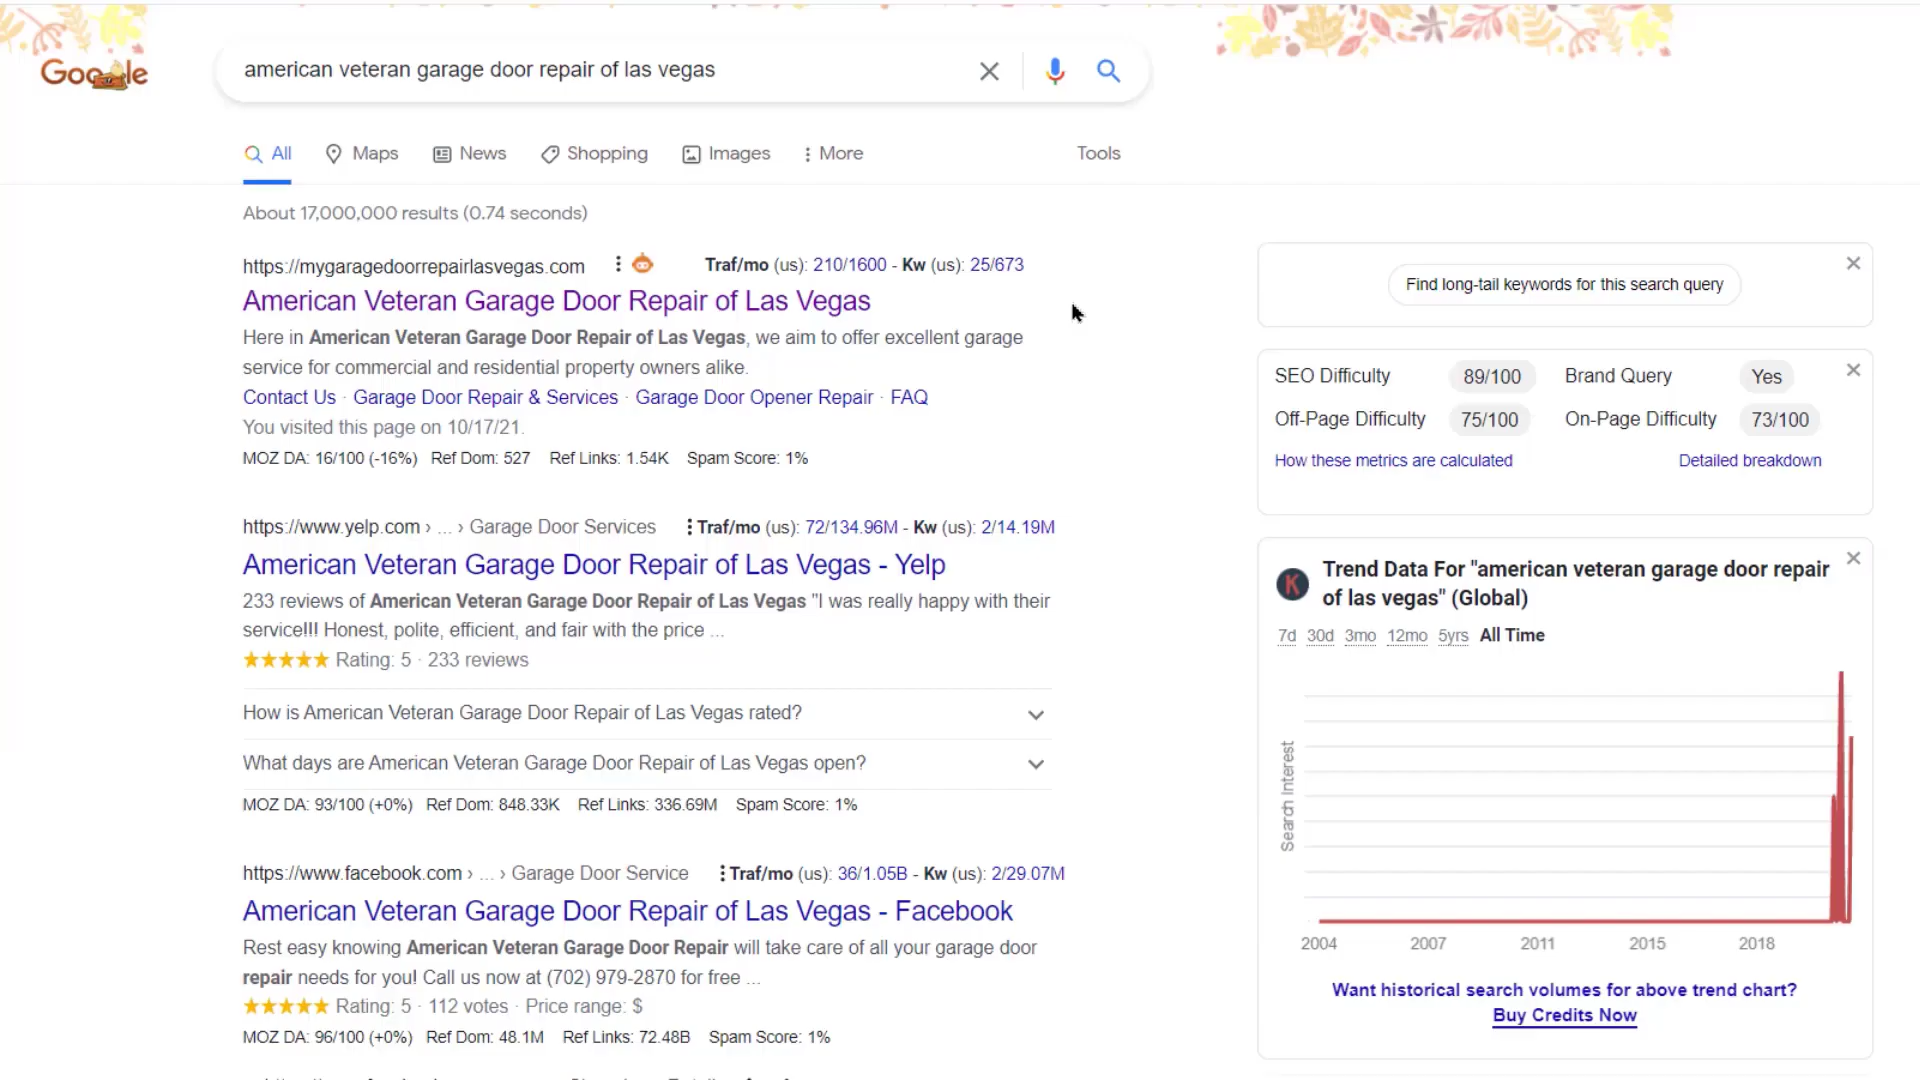 Google
american veteran garage door repair of las vegas
All Maps News Shopping Images More Tools
About 17,000,000 results (0.74 seconds)
https://mygaragedoorrepairlasvegas.com Traf/mo (us): 210/1600 - Kw (us): 25/673
American Veteran Garage Door Repair of Las Vegas
Here in American Veteran Garage Door Repair of Las Vegas, we aim to offer excellent garage
service for commercial and residential property owners alike.
Contact Us · Garage Door Repair & Services · Garage Door Opener Repair · FAQ
You visited this page on 10/17/21.
MOZ DA: 16/100 (-16%) Ref Dom: 527 Ref Links: 1.54K Spam Score: 1%
https://www.yelp.com › ... › Garage Door Services Traf/mo (us): 72/134.96M - Kw (us): 2/14.19M
American Veteran Garage Door Repair of Las Vegas - Yelp
233 reviews of American Veteran Garage Door Repair of Las Vegas "I was really happy with their
service!!! Honest, polite, efficient, and fair with the price ...
Rating: 5 · 233 reviews
How is American Veteran Garage Door Repair of Las Vegas rated?
What days are American Veteran Garage Door Repair of Las Vegas open?
MOZ DA: 93/100 (+0%) Ref Dom: 848.33K Ref Links: 336.69M Spam Score: 1%
https://www.facebook.com › ... › Garage Door Service Traf/mo (us): 36/1.05B - Kw (us): 2/29.07M
American Veteran Garage Door Repair of Las Vegas - Facebook
Rest easy knowing American Veteran Garage Door Repair will take care of all your garage door
repair needs for you! Call us now at (702) 979-2870 for free ...
Rating: 5 · 112 votes · Price range: $
MOZ DA: 96/100 (+0%) Ref Dom: 48.1M Ref Links: 72.48B Spam Score: 1%
Find long-tail keywords for this search query
SEO Difficulty 89/100 Brand Query Yes
Off-Page Difficulty 75/100 On-Page Difficulty 73/100
How these metrics are calculated Detailed breakdown
K
Trend Data For "american veteran garage door repair
of las vegas" (Global)
7d 30d 3mo 12mo 5yrs All Time
Search Interest
2004 2007 2011 2015 2018
Want historical search volumes for above trend chart?
Buy Credits Now